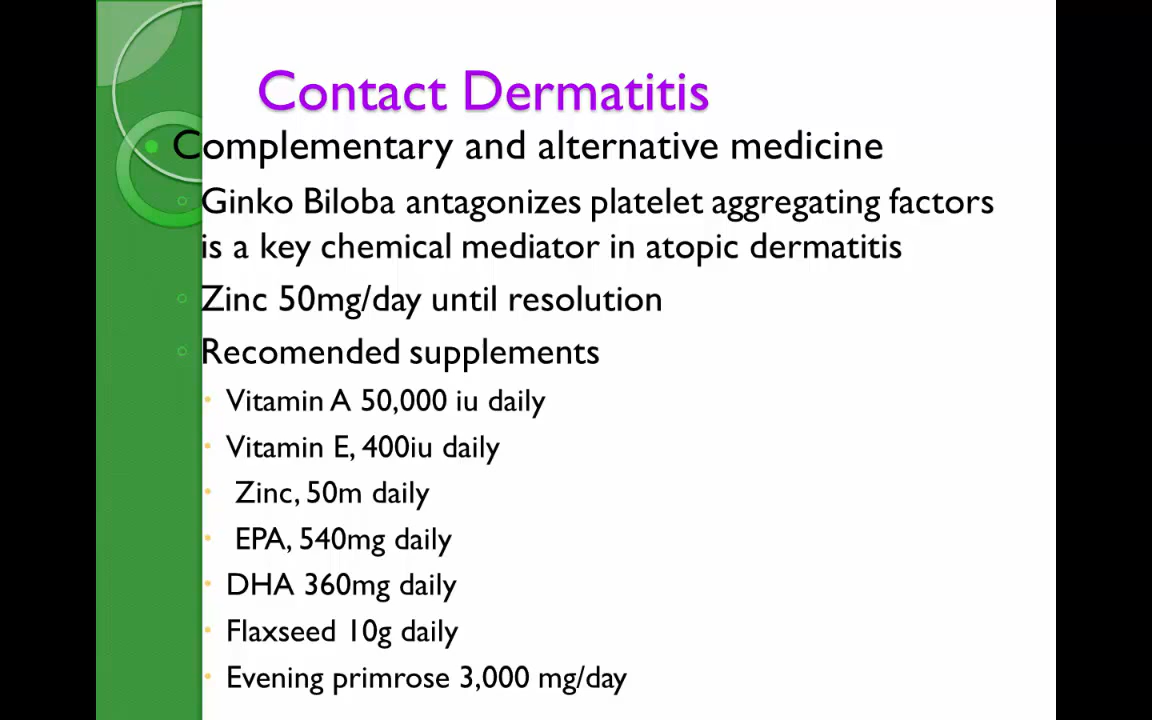 Contact Dermatitis
Complementary and alternative medicine
Ginko Biloba antagonizes platelet aggregating factors
is a key chemical mediator in atopic dermatitis
Zinc 50mg/day until resolution
Recomended supplements
Vitamin A 50,000 iu daily
Vitamin E, 400iu daily
Zinc, 50m daily
EPA, 540mg daily
DHA 360mg daily
Flaxseed 10g daily
Evening primrose 3,000 mg/day